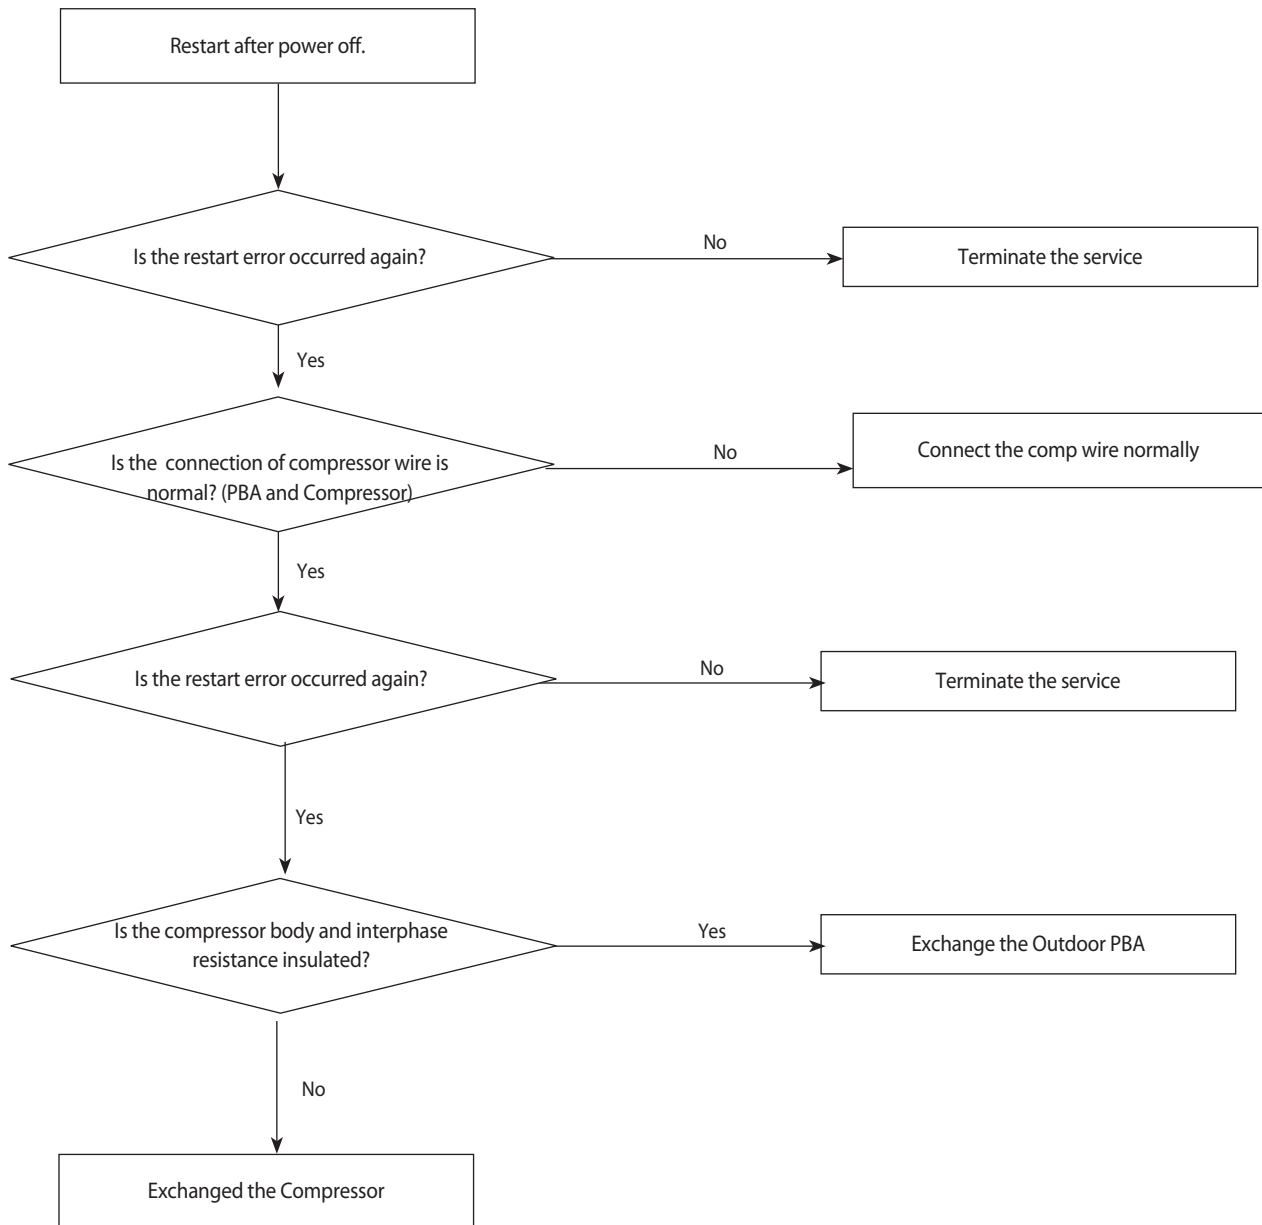 Restart after power off.
Is the restart error occurred again?
No
Terminate the service
Yes
Is the  connection of compressor wire is
normal? (PBA and Compressor)
No
Connect the comp wire normally
Yes
Is the restart error occurred again?
No
Terminate the service
Yes
Is the compressor body and interphase
resistance insulated?
Yes
Exchange the Outdoor PBA
No
Exchanged the Compressor